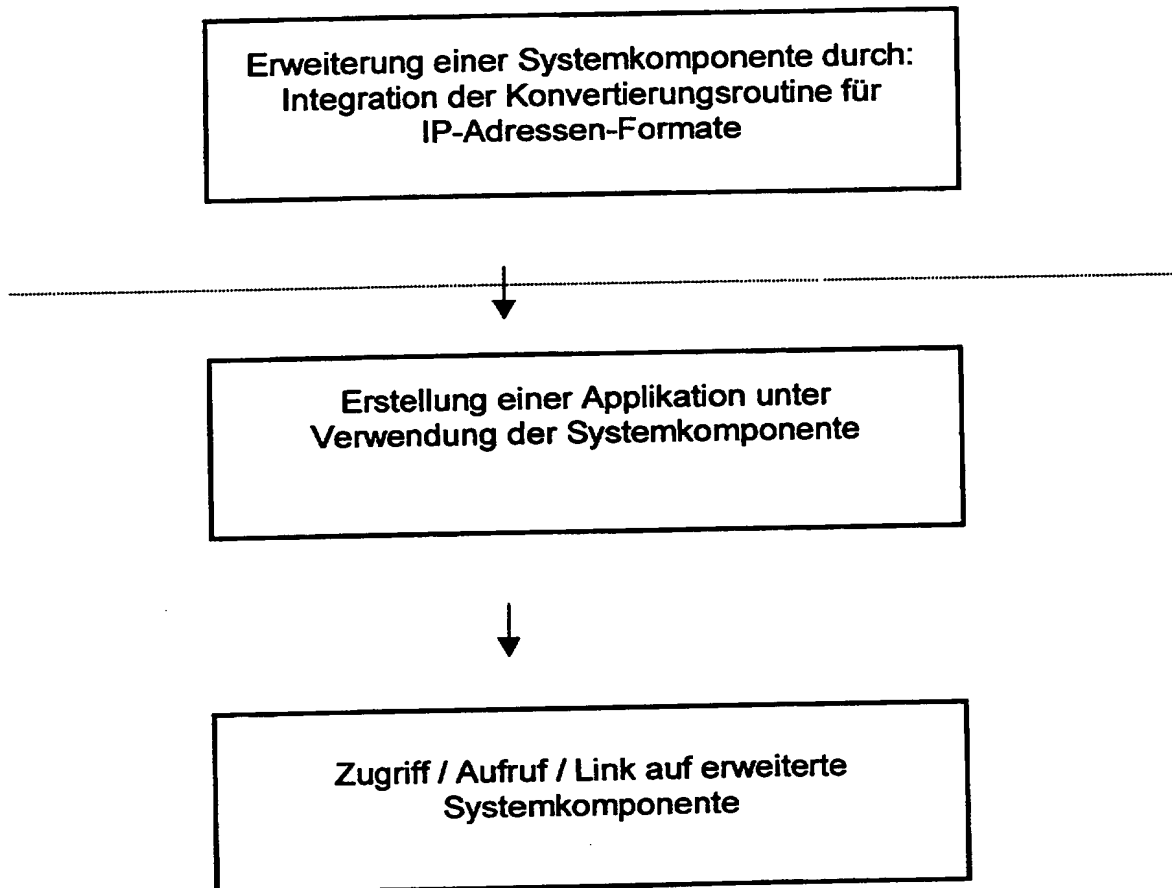 Erweiterung einer Systemkomponente durch:
Integration der Konvertierungsroutine für
IP-Adressen-Formate
Erstellung einer Applikation unter
Verwendung der Systemkomponente
Zugriff / Aufruf / Link auf erweiterte
Systemkomponente